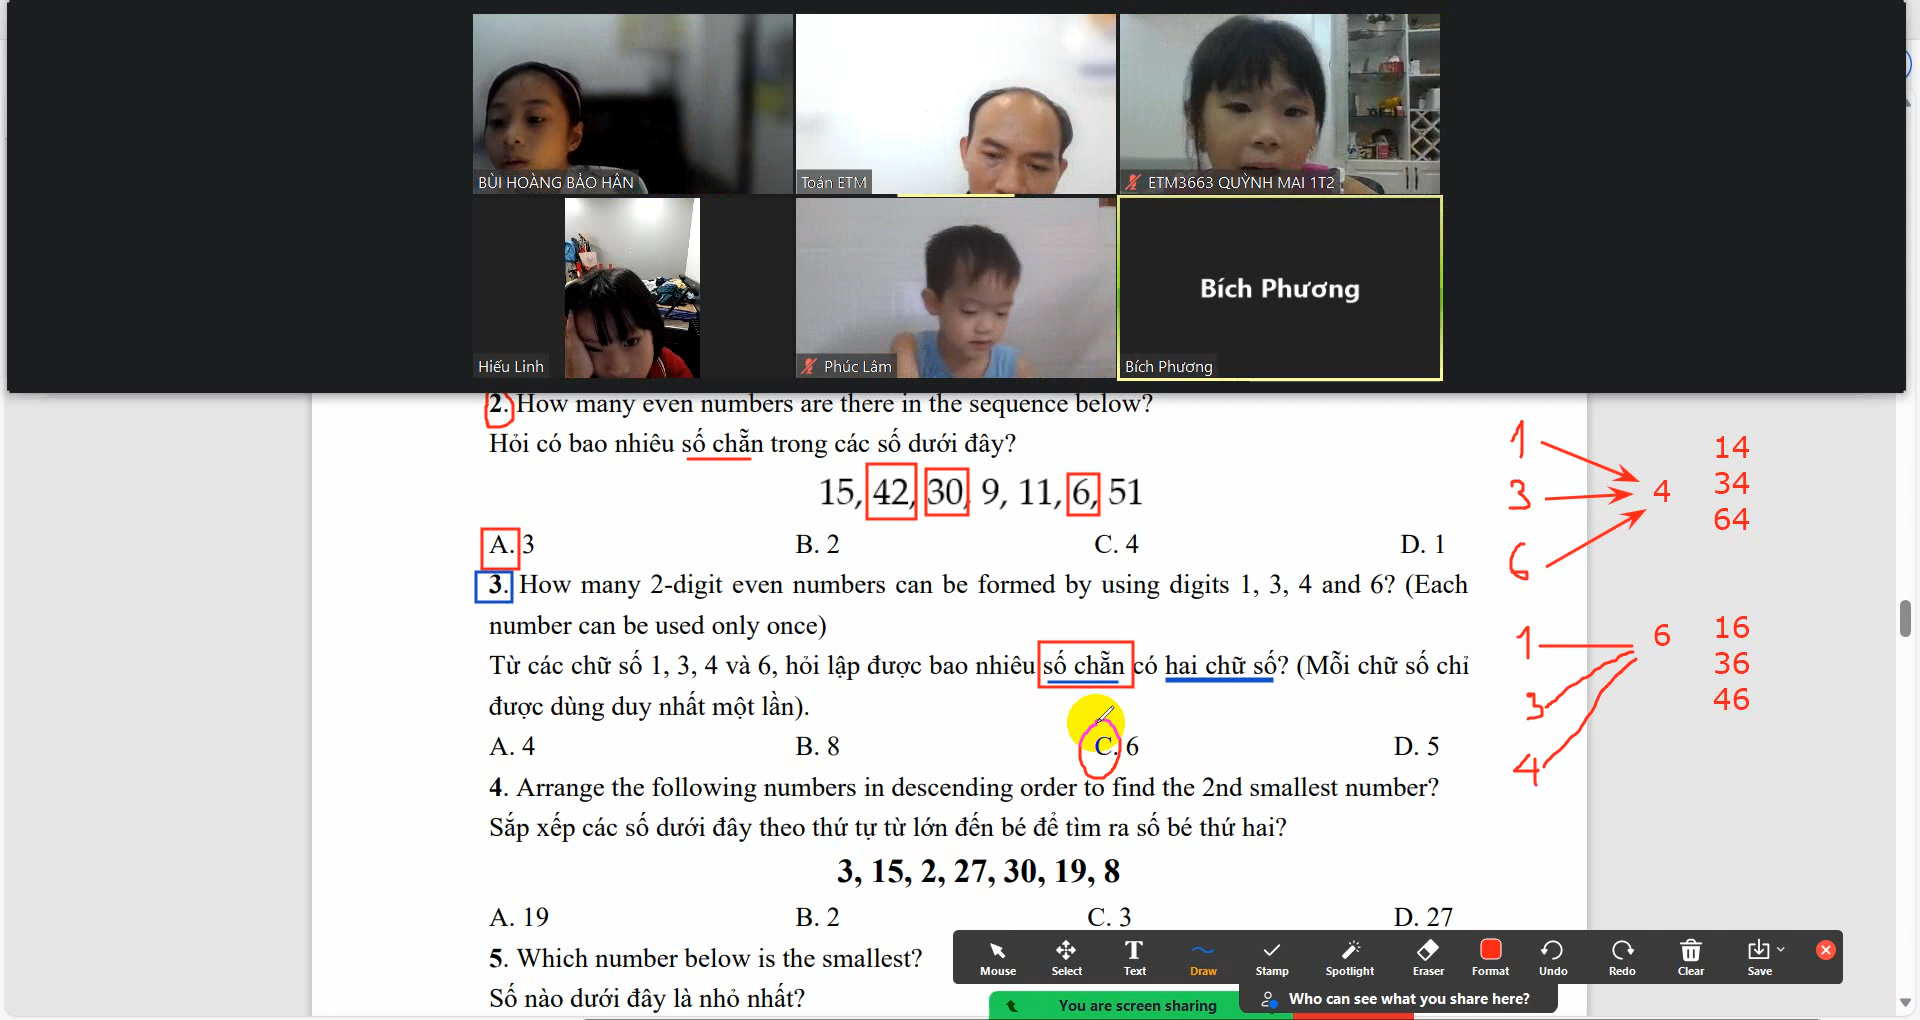 BÙI HOÀNG BẢO HÂN
Toán ETM
ETM3663 QUỲNH MAI 1T2
Hiếu Linh
Phúc Lâm
Bích Phương
Bích Phương
2. How many even numbers are there in the sequence below?
Hỏi có bao nhiêu số chẵn trong các số dưới đây?
15, 42, 30, 9, 11, 6, 51
A. 3 B. 2 C. 4 D. 1
3. How many 2-digit even numbers can be formed by using digits 1, 3, 4 and 6? (Each
number can be used only once)
Từ các chữ số 1, 3, 4 và 6, hỏi lập được bao nhiêu số chẵn có hai chữ số? (Mỗi chữ số chỉ
được dùng duy nhất một lần).
A. 4 B. 8 C. 6 D. 5
4. Arrange the following numbers in descending order to find the 2nd smallest number?
Sắp xếp các số dưới đây theo thứ tự từ lớn đến bé để tìm ra số bé thứ hai?
3, 15, 2, 27, 30, 19, 8
A. 19 B. 2 C. 3 D. 27
5. Which number below is the smallest?
Số nào dưới đây là nhỏ nhất?
1
3
6
4
14
34
64
1
3
4
6
16
36
46
Mouse Select Text Draw Stamp Spotlight Eraser Format Undo Redo Clear Save
You are screen sharing
Who can see what you share here?